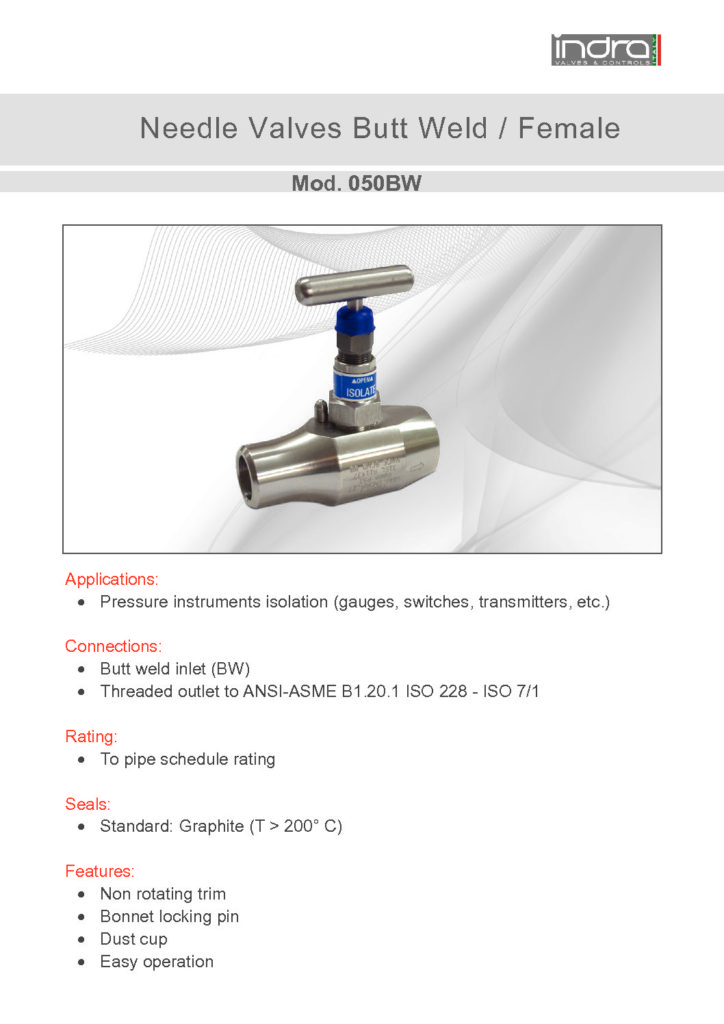 indra
VALVES & CONTROLS
ITALY
Needle Valves Butt Weld / Female
Mod. 050BW
▲OPEN▲
ISOLATE
Applications:
• Pressure instruments isolation (gauges, switches, transmitters, etc.)
Connections:
• Butt weld inlet (BW)
• Threaded outlet to ANSI-ASME B1.20.1 ISO 228 - ISO 7/1
Rating:
• To pipe schedule rating
Seals:
• Standard: Graphite (T > 200° C)
Features:
• Non rotating trim
• Bonnet locking pin
• Dust cup
• Easy operation